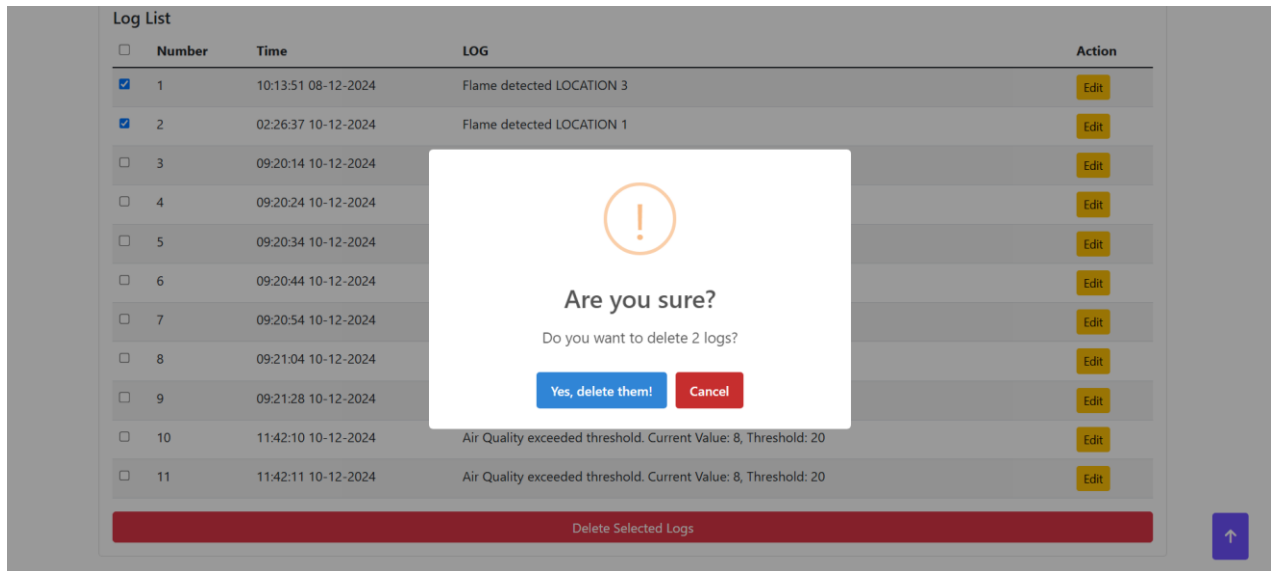 Log List
Number Time LOG Action
1 10:13:51 08-12-2024 Flame detected LOCATION 3 Edit
2 02:26:37 10-12-2024 Flame detected LOCATION 1 Edit
3 09:20:14 10-12-2024 Edit
4 09:20:24 10-12-2024 Edit
5 09:20:34 10-12-2024 Edit
6 09:20:44 10-12-2024 Edit
7 09:20:54 10-12-2024 Edit
8 09:21:04 10-12-2024 Edit
9 09:21:28 10-12-2024 Edit
10 11:42:10 10-12-2024 Air Quality exceeded threshold. Current Value: 8, Threshold: 20 Edit
11 11:42:11 10-12-2024 Air Quality exceeded threshold. Current Value: 8, Threshold: 20 Edit
Delete Selected Logs
!
Are you sure?
Do you want to delete 2 logs?
Yes, delete them! Cancel